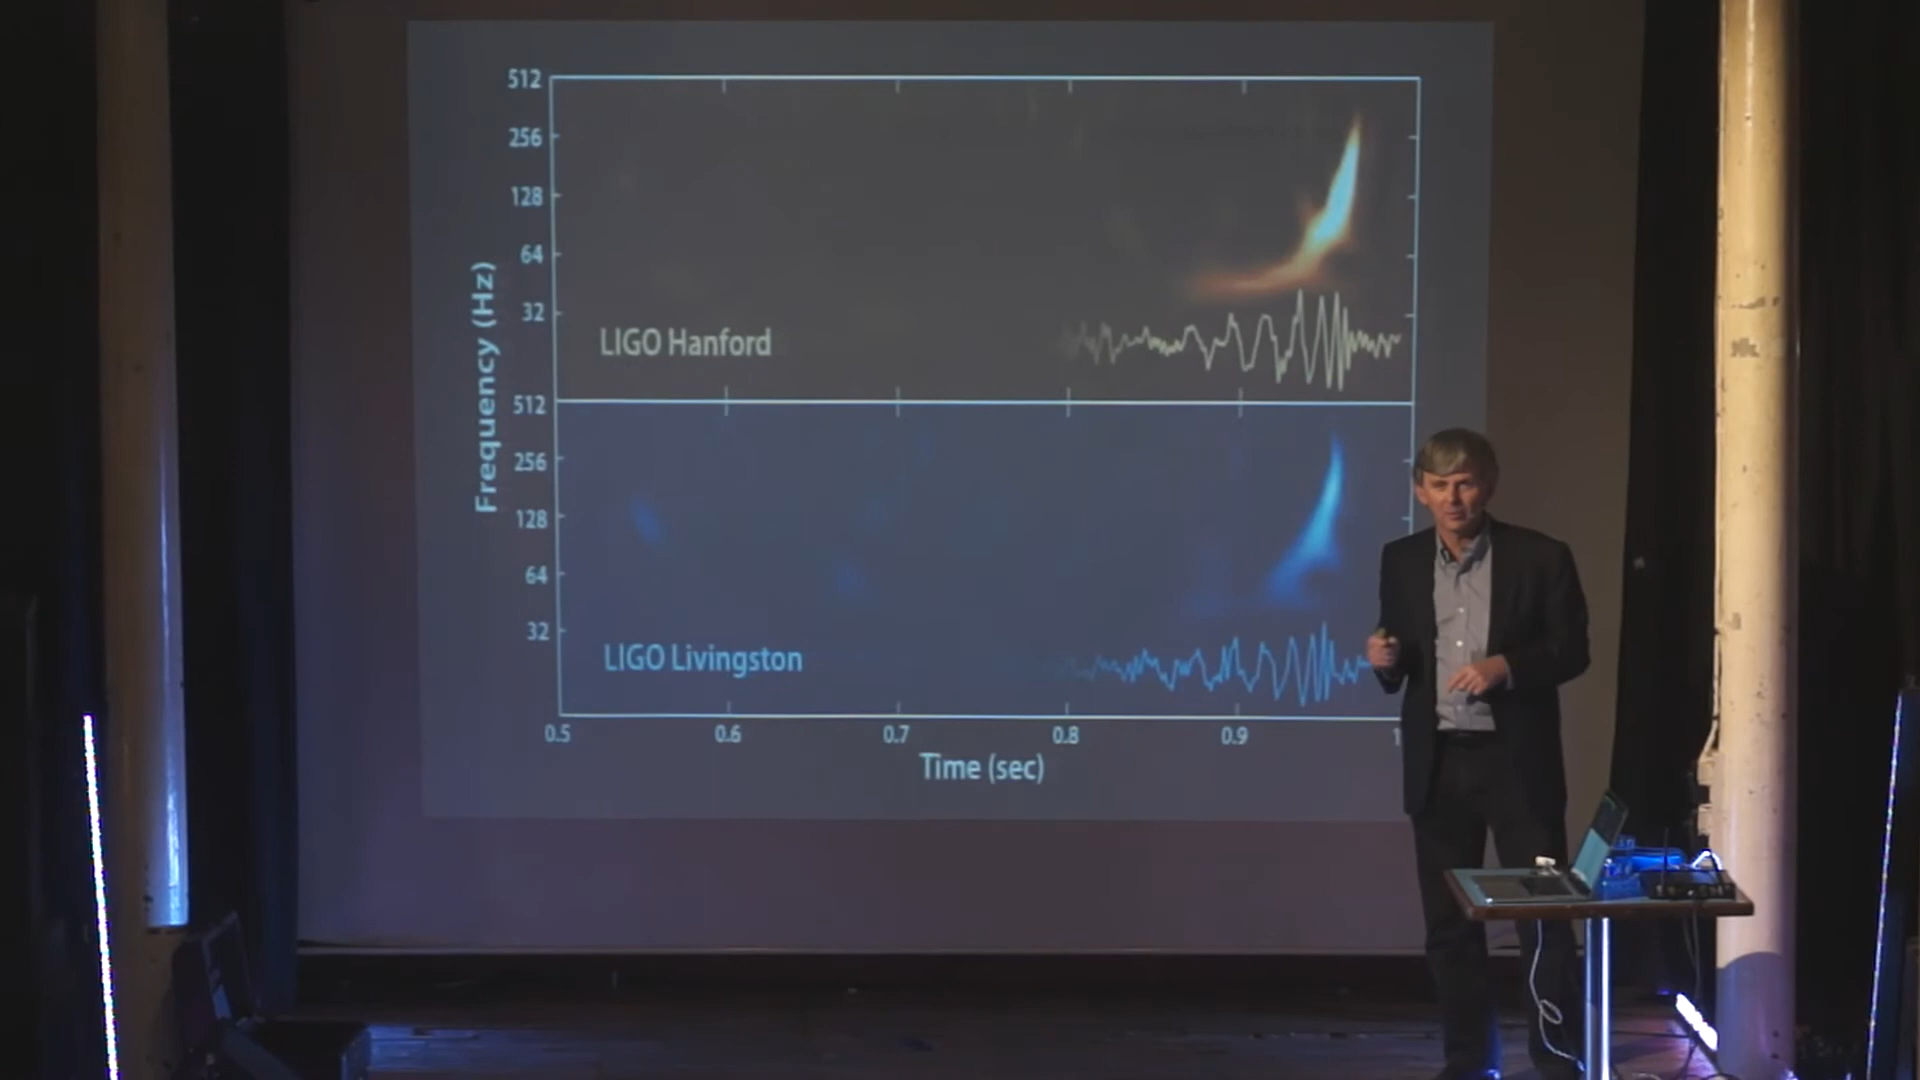 512
256
128
64
32
LIGO Hanford
Frequency (Hz)
512
256
128
64
32
LIGO Livingston
0.5 0.6 0.7 0.8 0.9 1
Time (sec)